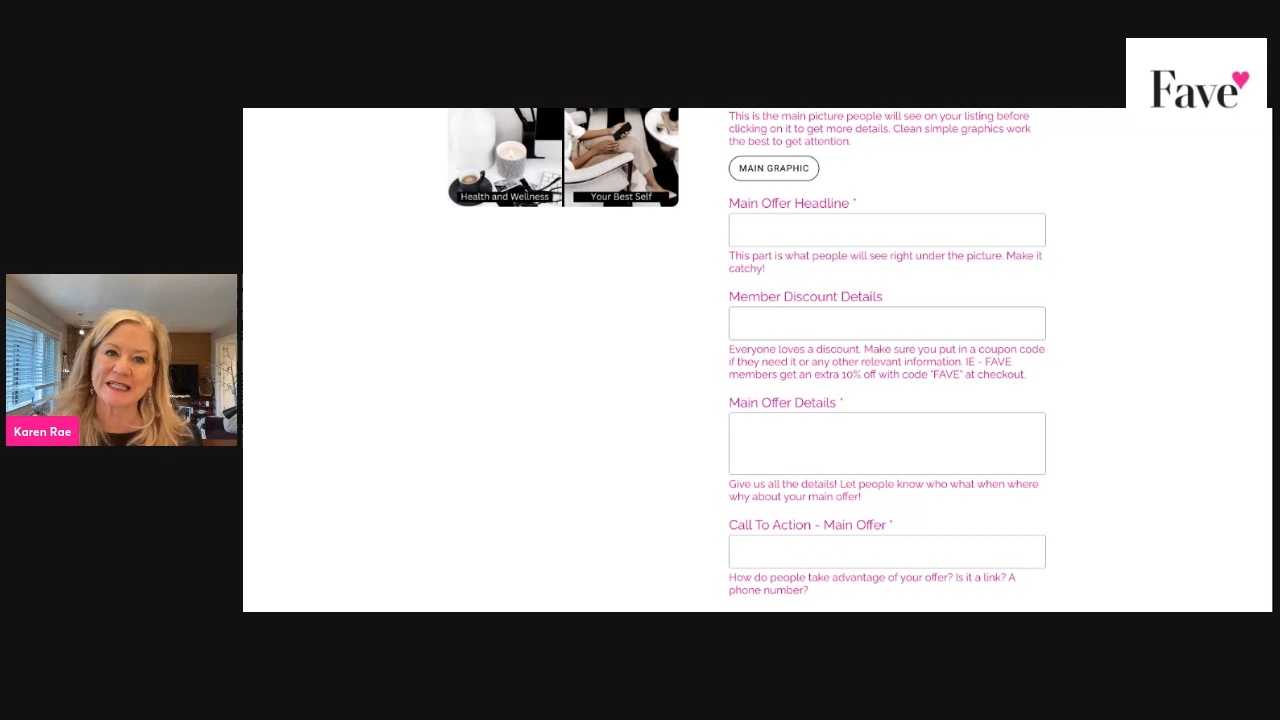 Fave
This is the main picture people will see on your listing before
clicking on it to get more details. Clean simple graphics work
the best to get attention.
MAIN GRAPHIC
Health and Wellness
Your Best Self
Main Offer Headline *
This part is what people will see right under the picture. Make it
catchy!
Member Discount Details
Everyone loves a discount. Make sure you put in a coupon code
if they need it or any other relevant information. IE - FAVE
members get an extra 10% off with code "FAVE" at checkout.
Main Offer Details *
Give us all the details! Let people know who what when where
why about your main offer!
Call To Action - Main Offer *
How do people take advantage of your offer? Is it a link? A
phone number?
Karen Rae